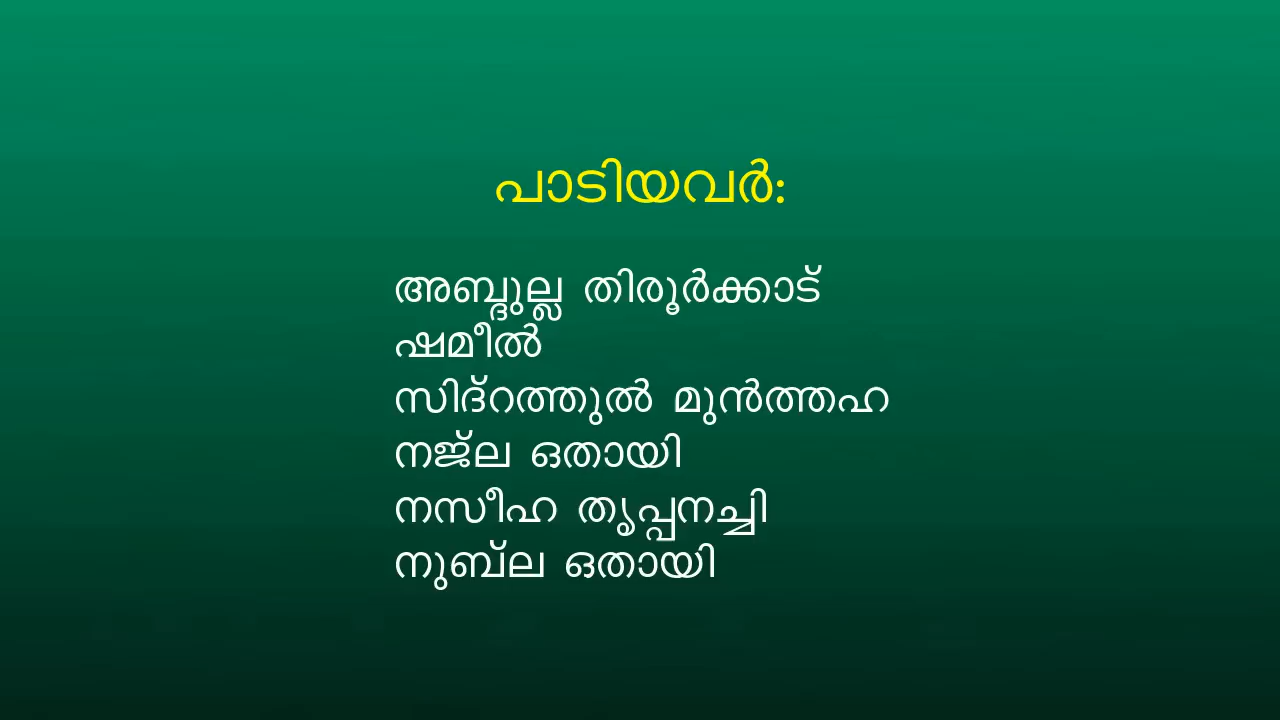 പാടിയവർ:
അബ്ദുല്ല തിരൂർക്കാട്
ഷമീൽ
സിദ്റത്തുൽ മുൻത്തഹ
നജ്‌ല ഒതായി
നസീഹ തൃപ്പനച്ചി
നുബ്‌ല ഒതായി